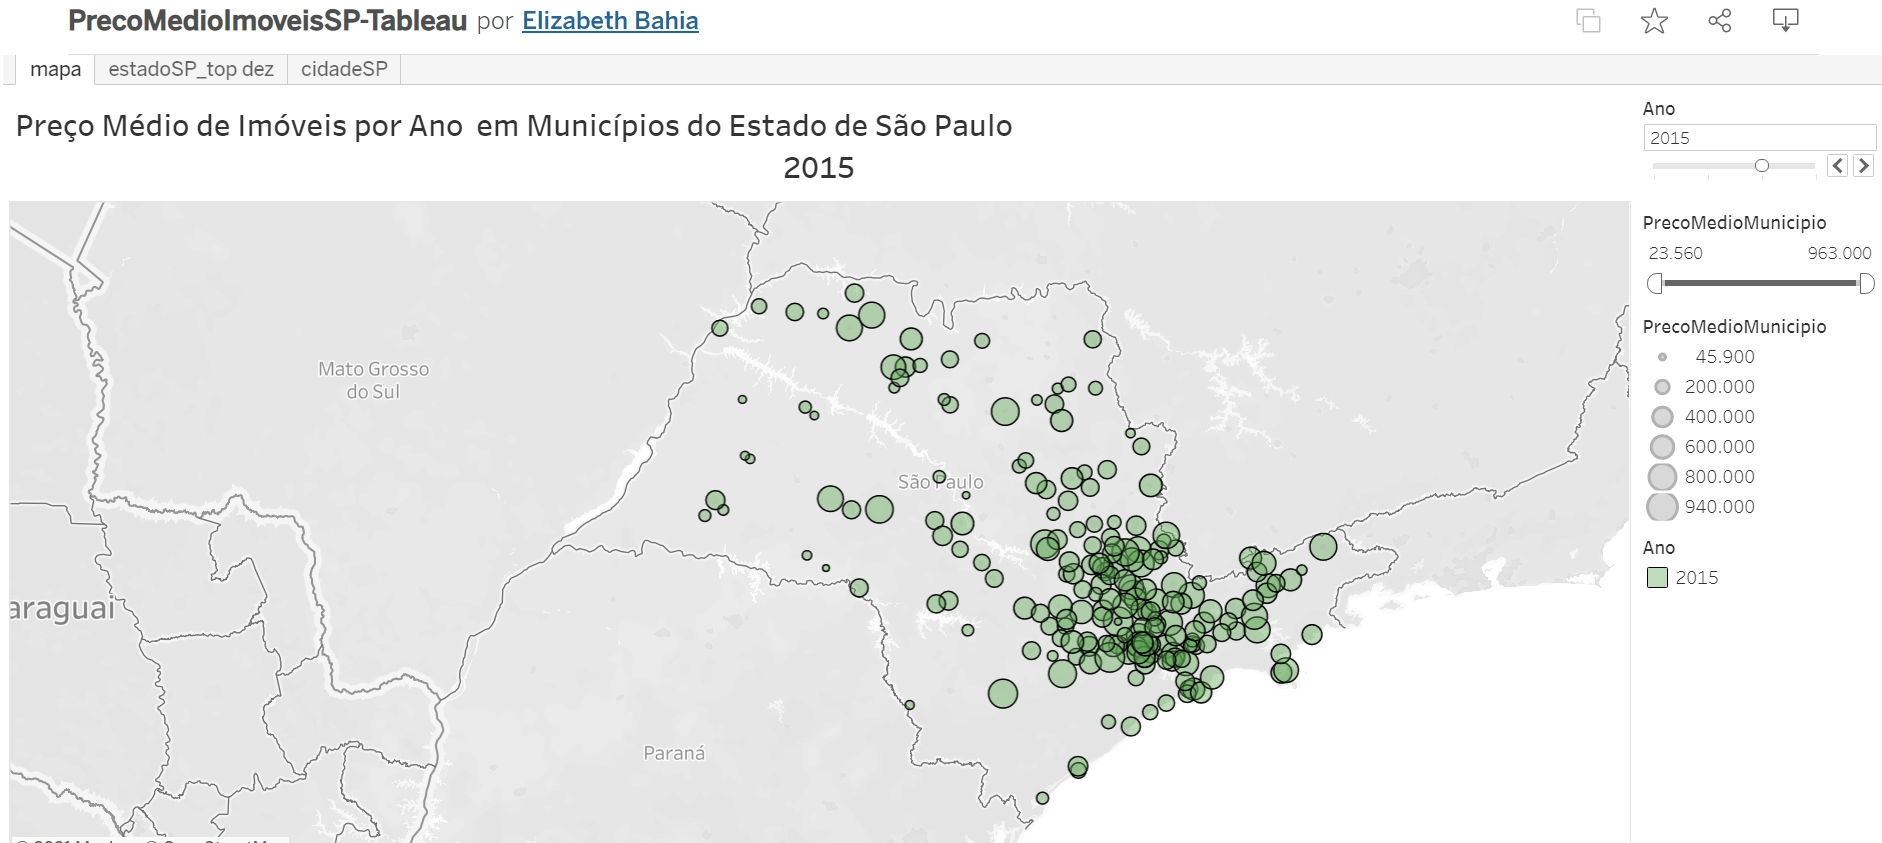 PrecoMedioImoveisSP-Tableau por Elizabeth Bahia
mapa estadoSP_top dez cidadeSP
Preço Médio de Imóveis por Ano em Municípios do Estado de São Paulo
2015
Ano
2015
PrecoMedioMunicipio
23.560 963.000
PrecoMedioMunicipio
45.900
200.000
400.000
600.000
800.000
940.000
Ano
2015
Mato Grosso
do Sul
São Paulo
araguai
Paraná